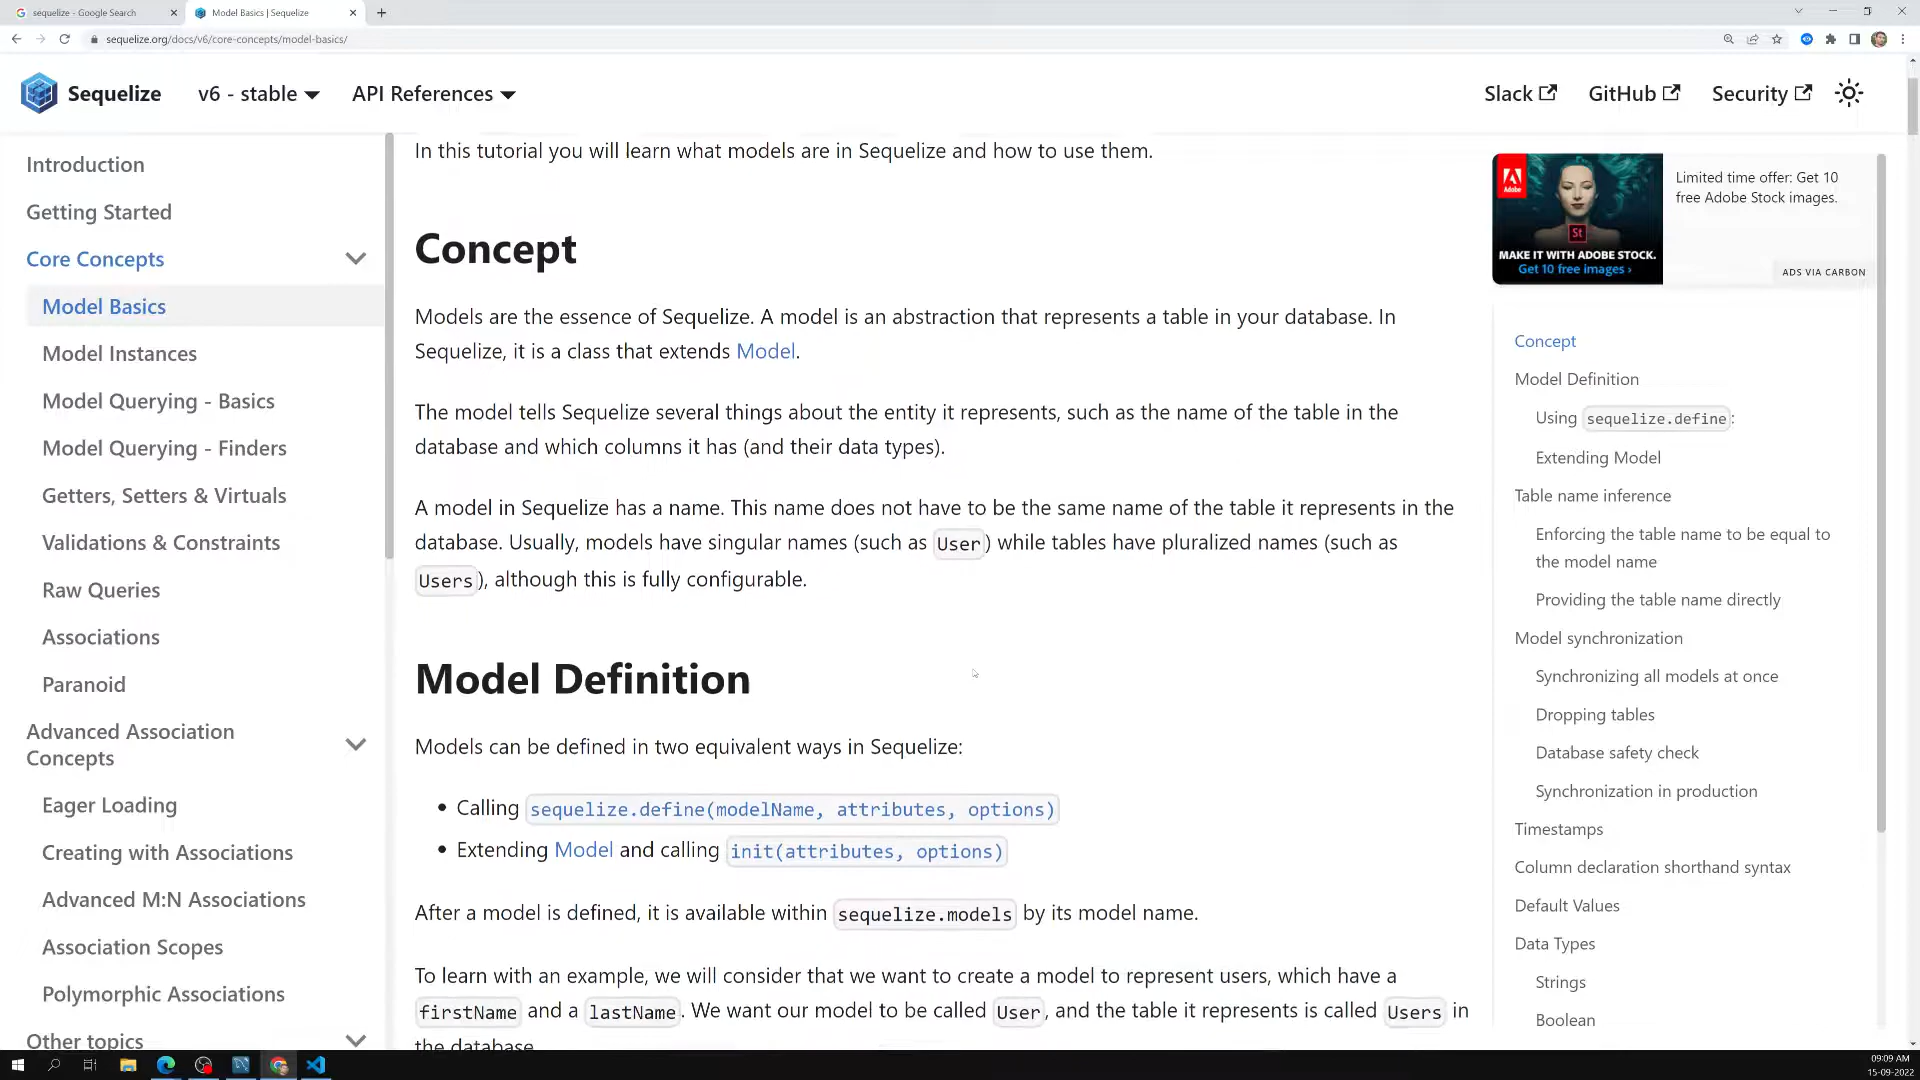 sequelize - Google Search
Model Basics | Sequelize
sequelize.org/docs/v6/core-concepts/model-basics/
Sequelize
v6 - stable
API References
Slack
GitHub
Security
Introduction
Getting Started
Core Concepts
Model Basics
Model Instances
Model Querying - Basics
Model Querying - Finders
Getters, Setters & Virtuals
Validations & Constraints
Raw Queries
Associations
Paranoid
Advanced Association
Concepts
Eager Loading
Creating with Associations
Advanced M:N Associations
Association Scopes
Polymorphic Associations
Other topics
In this tutorial you will learn what models are in Sequelize and how to use them.
Concept
Models are the essence of Sequelize. A model is an abstraction that represents a table in your database. In
Sequelize, it is a class that extends Model.
The model tells Sequelize several things about the entity it represents, such as the name of the table in the
database and which columns it has (and their data types).
A model in Sequelize has a name. This name does not have to be the same name of the table it represents in the
database. Usually, models have singular names (such as User) while tables have pluralized names (such as
Users), although this is fully configurable.
Model Definition
Models can be defined in two equivalent ways in Sequelize:
• Calling sequelize.define(modelName, attributes, options)
• Extending Model and calling init(attributes, options)
After a model is defined, it is available within sequelize.models by its model name.
To learn with an example, we will consider that we want to create a model to represent users, which have a
firstName and a lastName. We want our model to be called User, and the table it represents is called Users in
the database.
Adobe
St
MAKE IT WITH ADOBE STOCK.
Get 10 free images ›
Limited time offer: Get 10
free Adobe Stock images.
ADS VIA CARBON
Concept
Model Definition
Using sequelize.define:
Extending Model
Table name inference
Enforcing the table name to be equal to
the model name
Providing the table name directly
Model synchronization
Synchronizing all models at once
Dropping tables
Database safety check
Synchronization in production
Timestamps
Column declaration shorthand syntax
Default Values
Data Types
Strings
Boolean
09:09 AM
15-09-2022